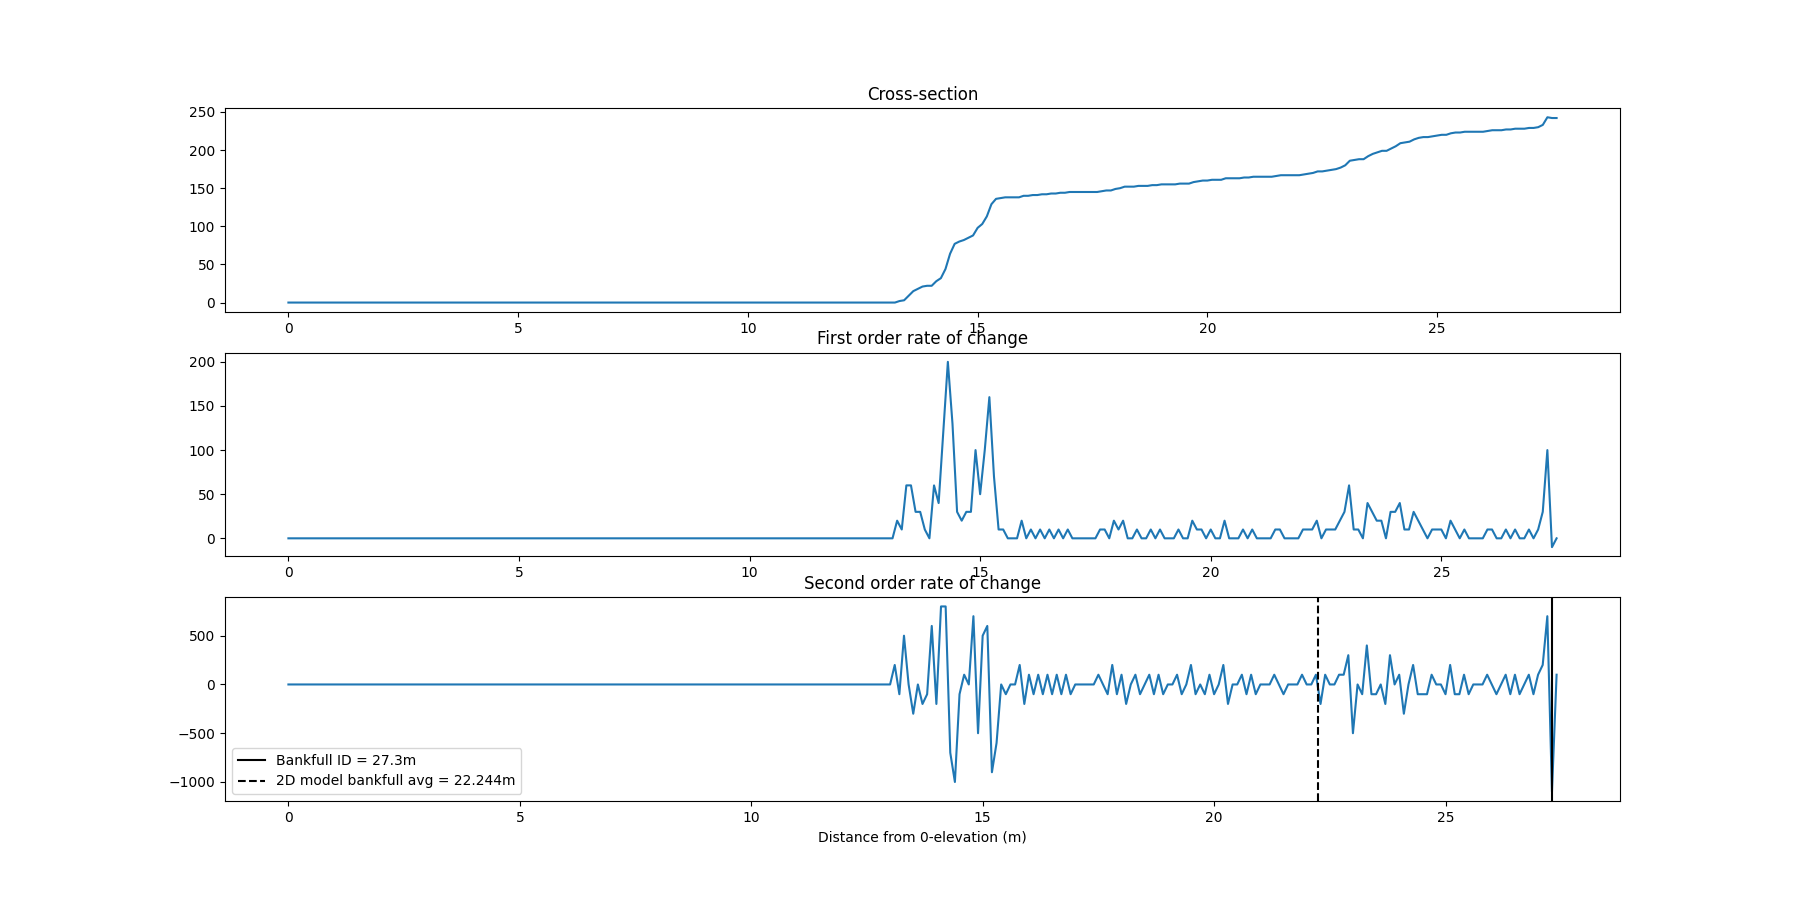 Cross-section
250
200
150
100
50
0
0 5 10 15 20 25
First order rate of change
200
150
100
50
0
0 5 10 15 20 25
Second order rate of change
500
0
−500
−1000
Bankfull ID = 27.3m
2D model bankfull avg = 22.244m
0 5 10 15 20 25
Distance from 0-elevation (m)